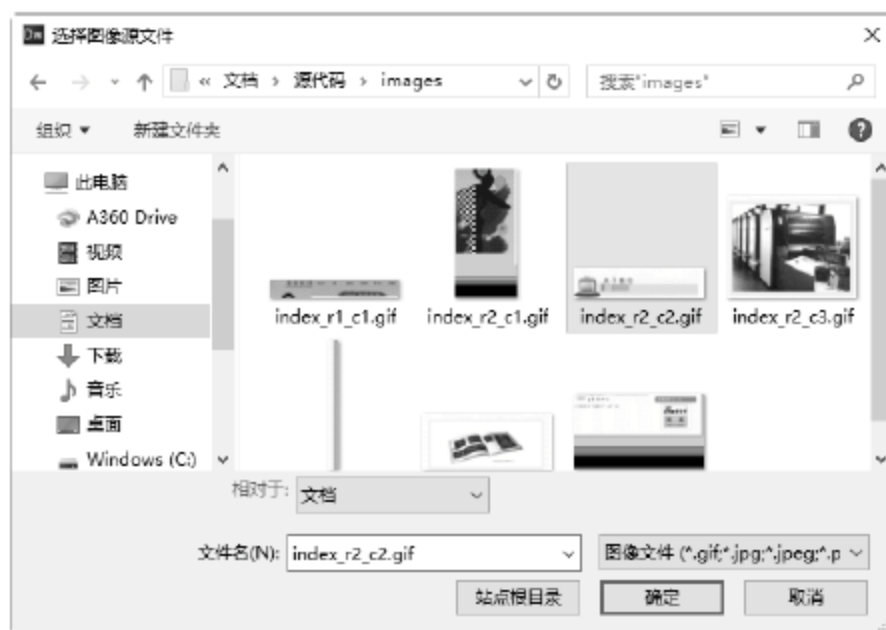 Dw 选择图像源文件
« 文档 › 源代码 › images
搜索"images"
组织
新建文件夹
此电脑
A360 Drive
视频
图片
文档
下载
音乐
桌面
Windows (C:)
index_r1_c1.gif
index_r2_c1.gif
index_r2_c2.gif
index_r2_c3.gif
相对于:
文档
文件名(N):
index_r2_c2.gif
图像文件 (*.gif;*.jpg;*.jpeg;*.p
站点根目录
确定
取消